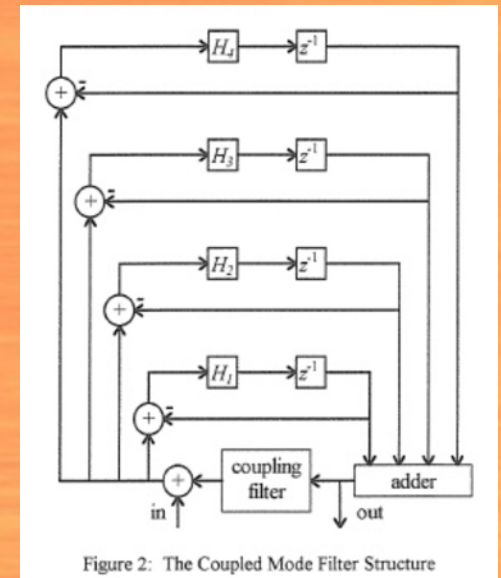 H₄ z⁻¹
+ -
H₃ z⁻¹
+ -
H₂ z⁻¹
+ -
H₁ z⁻¹
+ -
coupling
filter
adder
+
in
out
Figure 2: The Coupled Mode Filter Structure